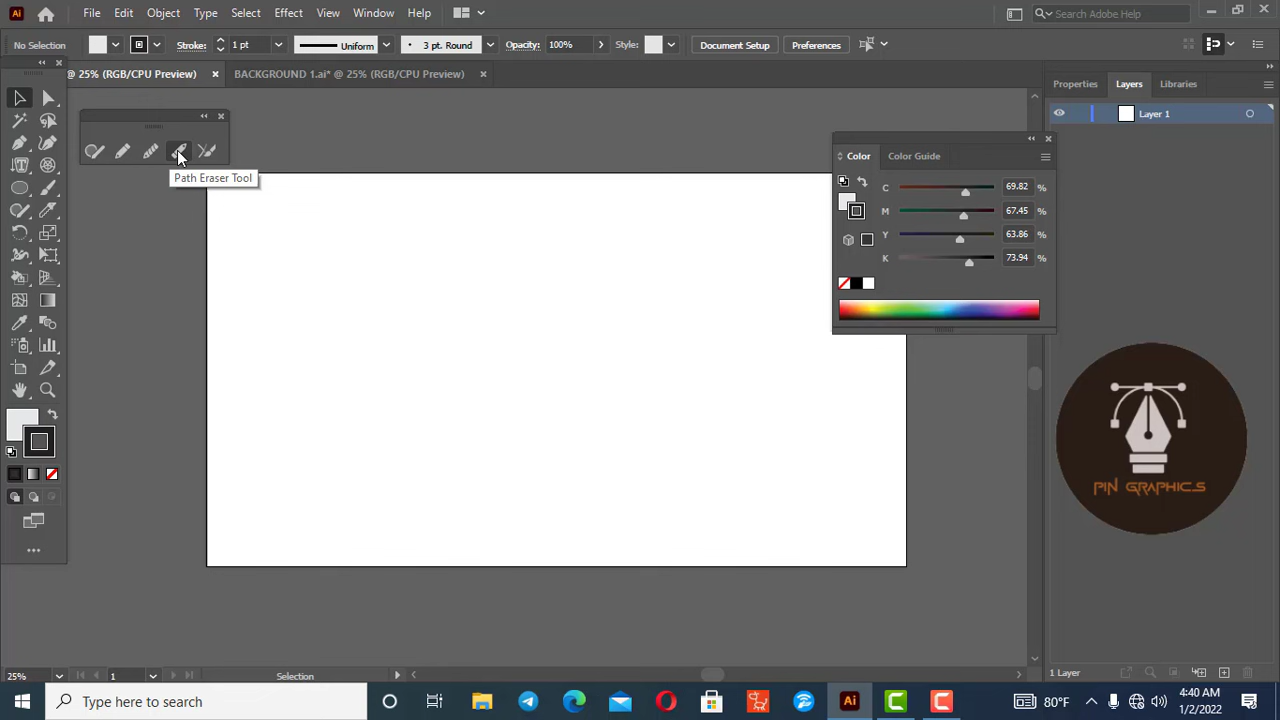 Ai File Edit Object Type Select Effect View Window Help Search Adobe Help
No Selection Stroke: 1 pt Uniform 3 pt. Round Opacity: 100% Style: Document Setup Preferences
@ 25% (RGB/CPU Preview) BACKGROUND 1.ai* @ 25% (RGB/CPU Preview)
Properties Layers Libraries
Layer 1
Path Eraser Tool
Color Color Guide
C 69.82 %
M 67.45 %
Y 63.86 %
K 73.94 %
PIN GRAPHICS
25% 1 Selection 1 Layer
Type here to search Ai 80°F 4:40 AM
1/2/2022